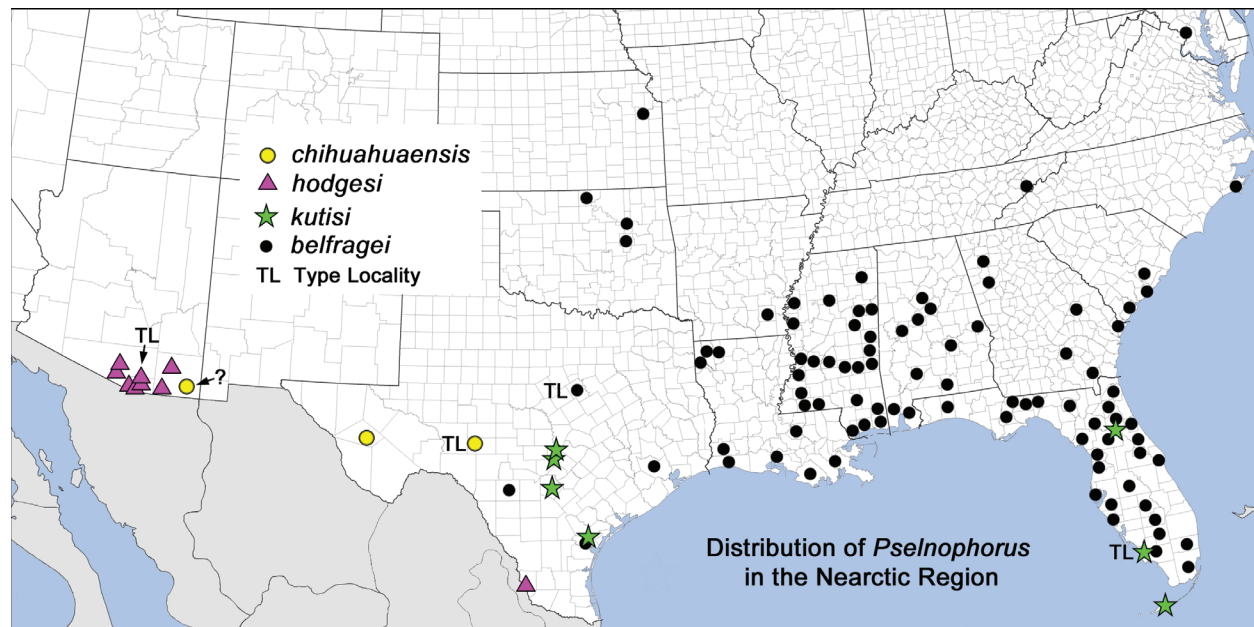 chihuahuaensis
hodgesi
kutisi
belfragei
TL Type Locality
TL
?
TL
TL
TL
Distribution of Pselnophorus
in the Nearctic Region